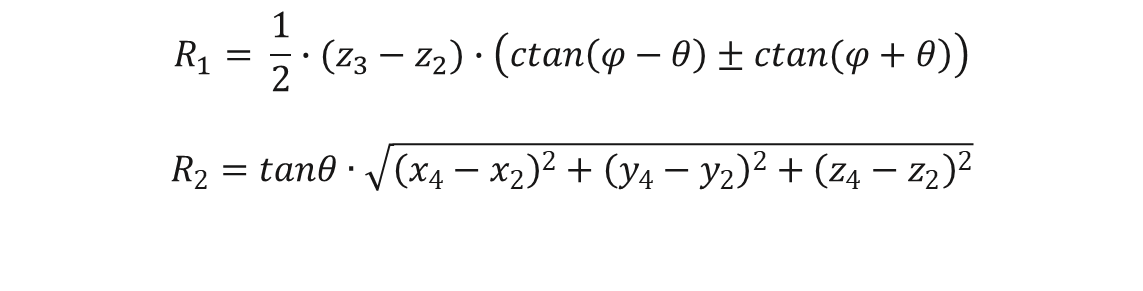 R₁ = 1/2 · (z₃ − z₂) · (ctan(φ − θ) ± ctan(φ + θ))
R₂ = tanθ · √((x₄ − x₂)² + (y₄ − y₂)² + (z₄ − z₂)²)